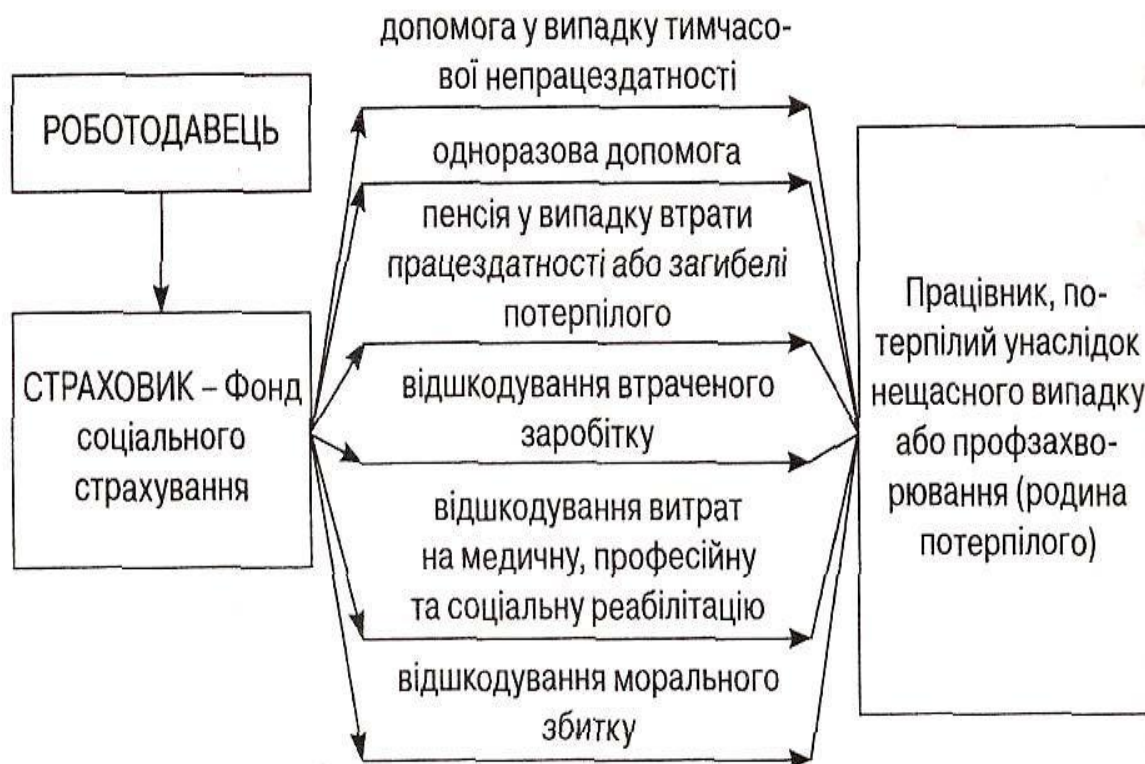 РОБОТОДАВЕЦЬ
СТРАХОВИК – Фонд
соціального
страхування
допомога у випадку тимчасо-
вої непрацездатності
одноразова допомога
пенсія у випадку втрати
працездатності або загибелі
потерпілого
відшкодування втраченого
заробітку
відшкодування витрат
на медичну, професійну
та соціальну реабілітацію
відшкодування морального
збитку
Працівник, по-
терпілий унаслідок
нещасного випадку
або профзахво-
рювання (родина
потерпілого)